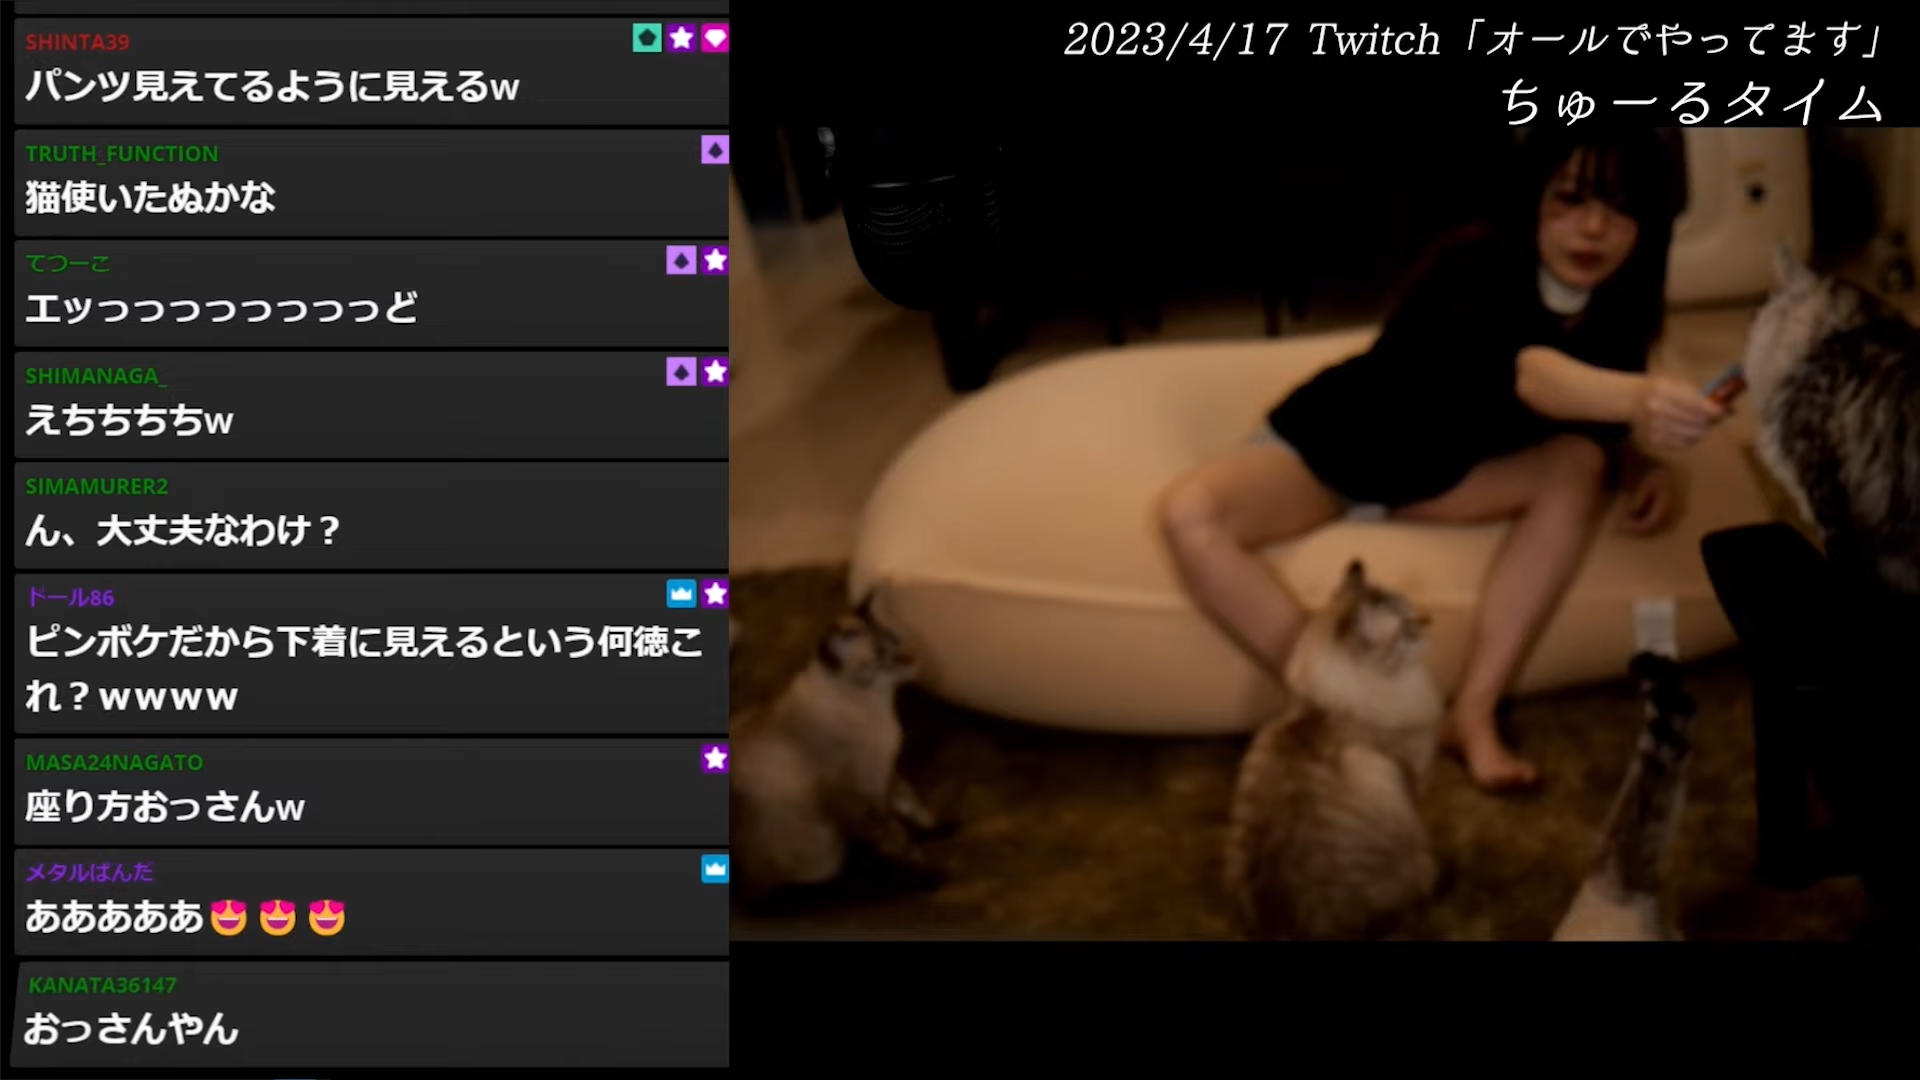 SHINTA39
パンツ見えてるように見えるw
TRUTH_FUNCTION
猫使いたぬかな
てつーこ
エッっっっっっっっっど
SHIMANAGA_
えちちちちw
SIMAMURER2
ん、大丈夫なわけ？
ドール86
ピンボケだから下着に見えるという何徳こ
れ？wwww
MASA24NAGATO
座り方おっさんw
メタルぱんだ
あああああ😍😍😍
KANATA36147
おっさんやん
2023/4/17 Twitch「オールでやってます」
ちゅーるタイム